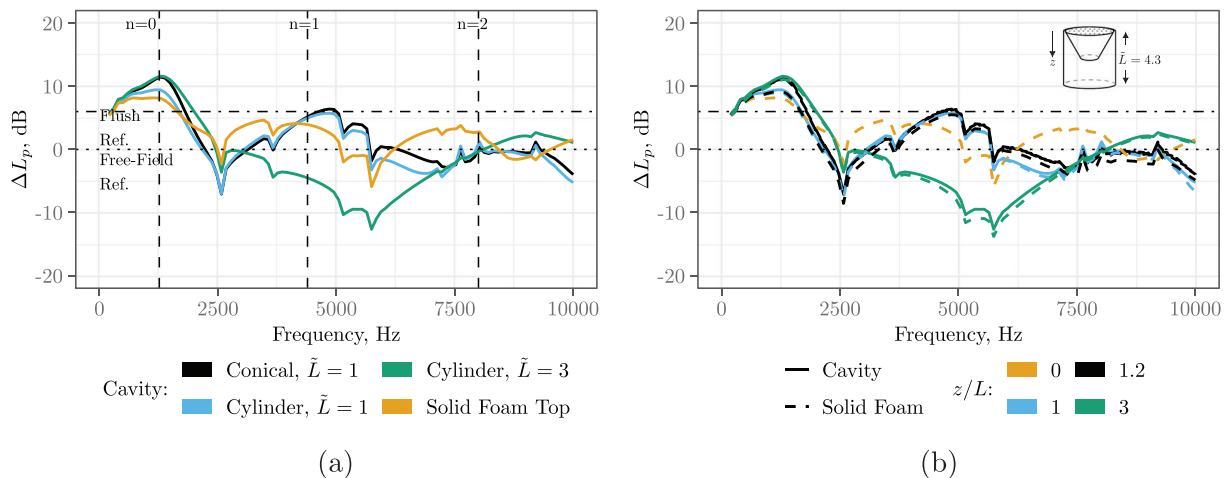 20
10
0
-10
-20
ΔLₚ, dB
n=0
n=1
n=2
Flush
Ref.
Free-Field
Ref.
0 2500 5000 7500 10000
Frequency, Hz
Cavity:
Conical, L̃ = 1
Cylinder, L̃ = 3
Cylinder, L̃ = 1
Solid Foam Top
(a)
20
10
0
-10
-20
ΔLₚ, dB
z
L̃ = 4.3
0 2500 5000 7500 10000
Frequency, Hz
Cavity
Solid Foam
z/L:
0
1.2
1
3
(b)